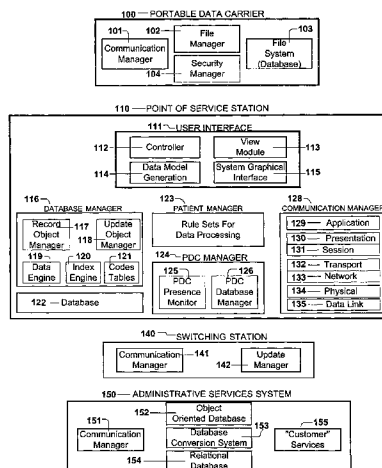 100 PORTABLE DATA CARRIER
101
Communication
Manager
102
File
Manager
104
Security
Manager
103
File
System
(Database)
110 POINT OF SERVICE STATION
111 USER INTERFACE
112
Controller
View
Module
113
114
Data Model
Generation
System Graphical
Interface
115
116
DATABASE MANAGER
Record
Object
Manager
117
118
Update
Object
Manager
119
Data
Engine
120
Index
Engine
121
Codes
Tables
122 Database
123
PATIENT MANAGER
Rule Sets For
Data Processing
124
PDC MANAGER
125
PDC
Presence
Monitor
126
PDC
Database
Manager
128
COMMUNICATION MANAGER
129 Application
130 Presentation
131 Session
132 Transport
133 Network
134 Physical
135 Data Link
140
SWITCHING STATION
Communication
Manager
141
Update
Manager
142
150 ADMINISTRATIVE SERVICES SYSTEM
151
Communication
Manager
152
Object
Oriented Database
Database
Conversion System
153
154
Relational
Database
155
"Customer"
Services